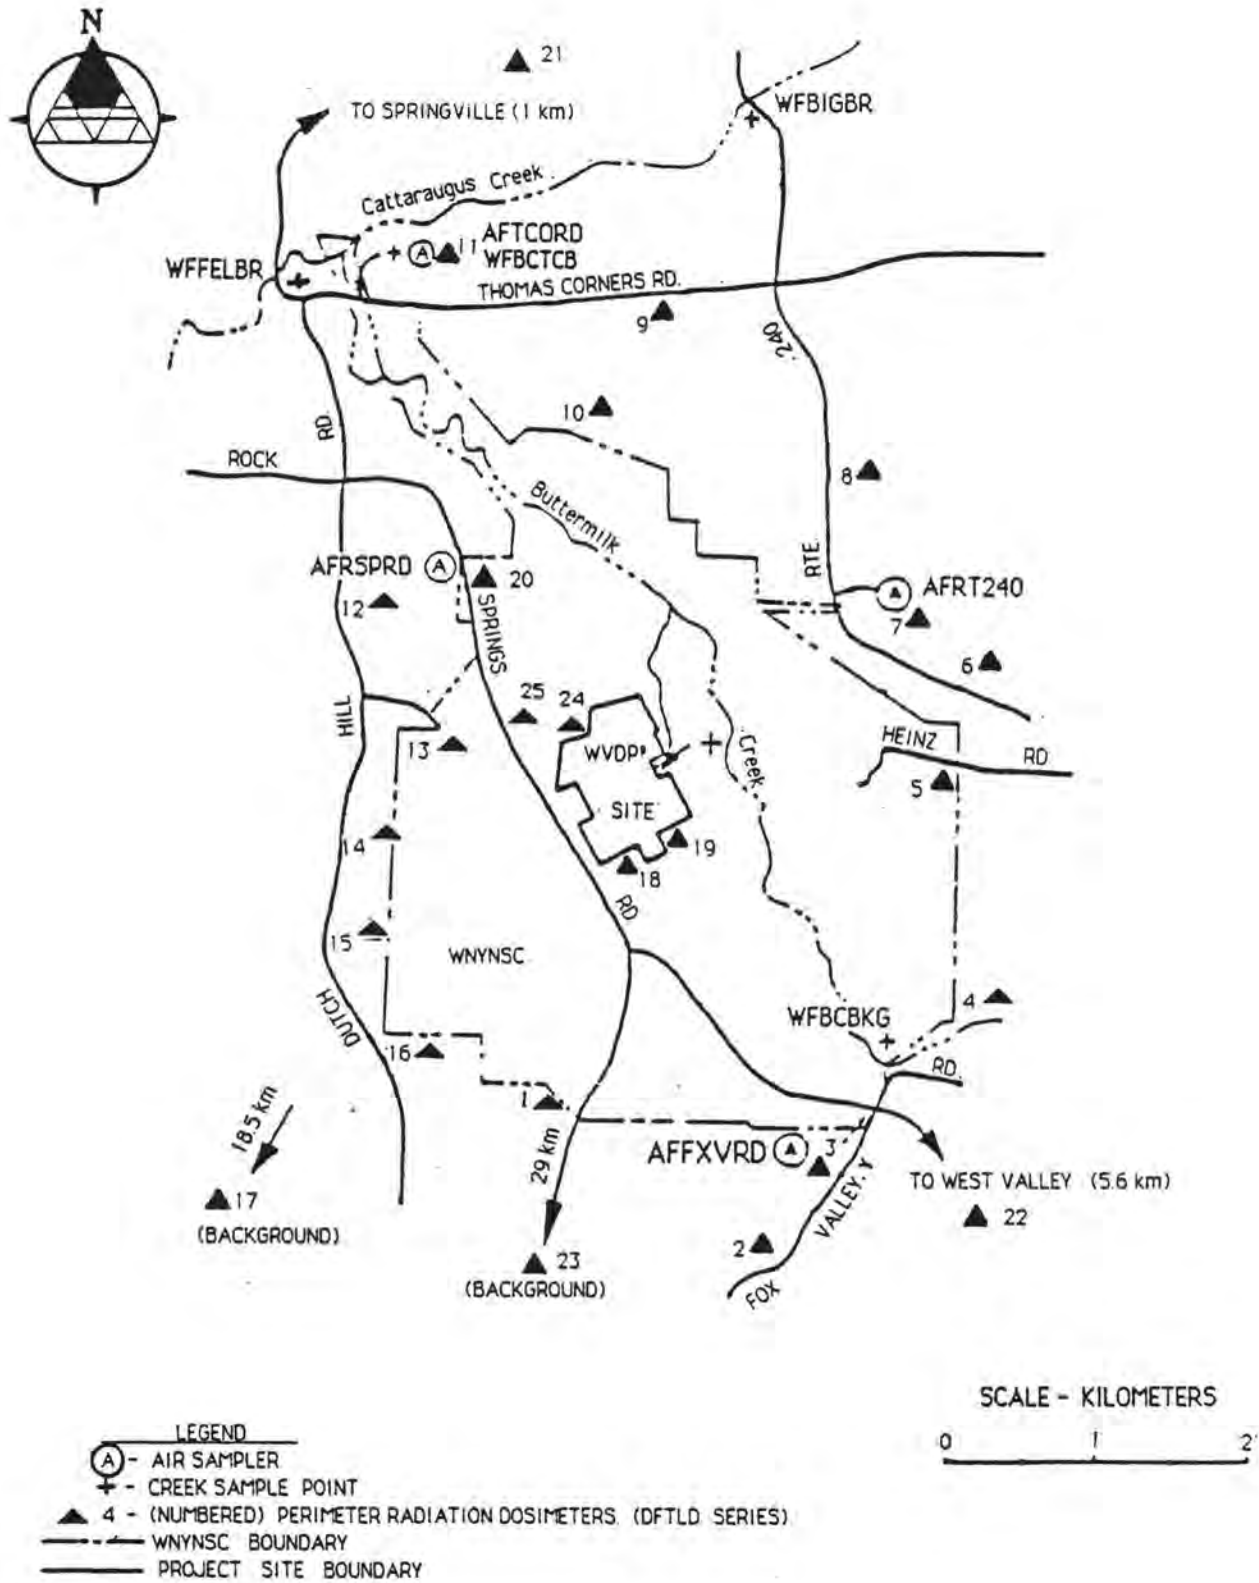 N
21
TO SPRINGVILLE (1 km)
WFBIGBR
Cattaraugus Creek
A
11
AFTCORD
WFBCTCB
WFFELBR
THOMAS CORNERS RD.
9
240
10
RD.
ROCK
8
Buttermilk
RTE.
AFRSPRD A
20
A AFRT240
12
7
SPRINGS
6
25
24
HILL
13
WVDP
HEINZ
RD
Creek
5
SITE
14
19
18
RD
15
WNYNSC
4
DUTCH
WFBCBKG
16
RD.
18.5 km
1
29 km
AFFXVRD A
3
17
(BACKGROUND)
VALLEY
TO WEST VALLEY (5.6 km)
22
2
23
(BACKGROUND)
FOX
SCALE - KILOMETERS
0 1 2
LEGEND
A - AIR SAMPLER
+ - CREEK SAMPLE POINT
4 - (NUMBERED) PERIMETER RADIATION DOSIMETERS. (DFTLD SERIES)
WNYNSC BOUNDARY
PROJECT SITE BOUNDARY